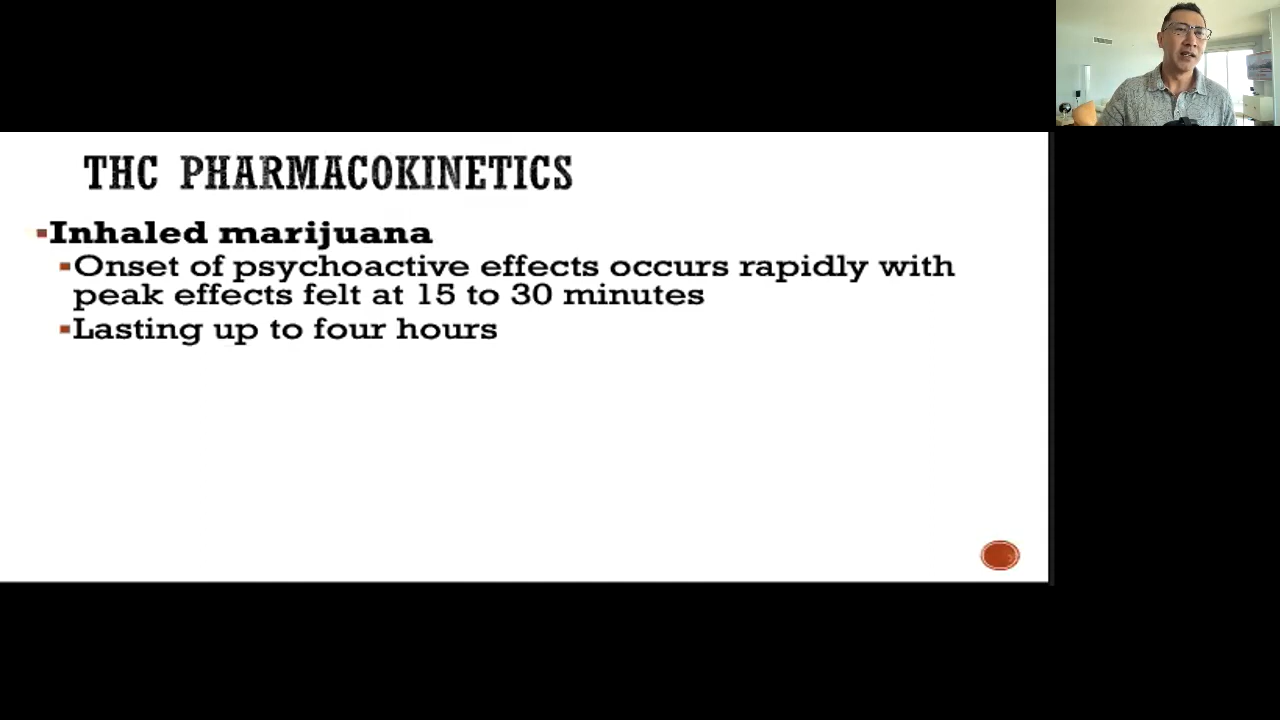 THC PHARMACOKINETICS
Inhaled marijuana
Onset of psychoactive effects occurs rapidly with
peak effects felt at 15 to 30 minutes
Lasting up to four hours